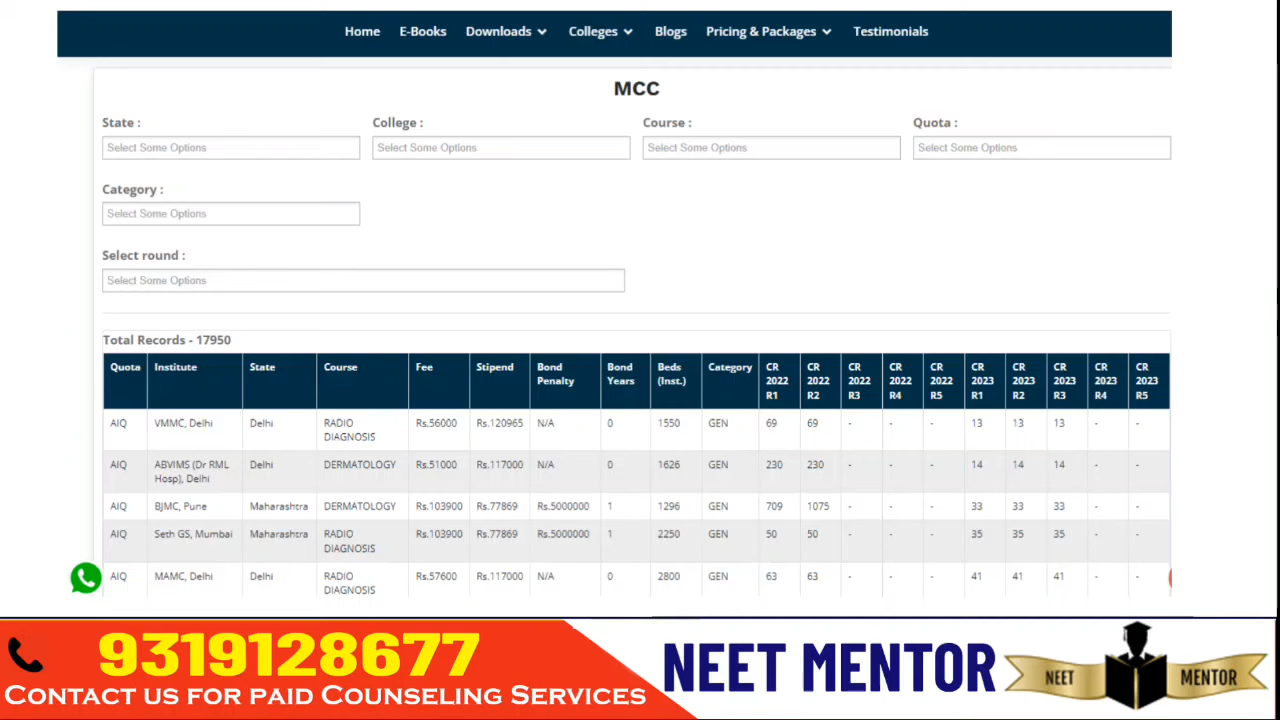 Home E-Books Downloads Colleges Blogs Pricing & Packages Testimonials
MCC
State : College : Course : Quota :
Select Some Options Select Some Options Select Some Options Select Some Options
Category :
Select Some Options
Select round :
Select Some Options
Total Records - 17950
Quota Institute State Course Fee Stipend Bond Penalty Bond Years Beds (Inst.) Category CR 2022 R1 CR 2022 R2 CR 2022 R3 CR 2022 R4 CR 2022 R5 CR 2023 R1 CR 2023 R2 CR 2023 R3 CR 2023 R4 CR 2023 R5
AIQ VMMC, Delhi Delhi RADIO DIAGNOSIS Rs.56000 Rs.120965 N/A 0 1550 GEN 69 69 - - - 13 13 13 - -
AIQ ABVIMS (Dr RML Hosp), Delhi Delhi DERMATOLOGY Rs.51000 Rs.117000 N/A 0 1626 GEN 230 230 - - - 14 14 14 - -
AIQ BJMC, Pune Maharashtra DERMATOLOGY Rs.103900 Rs.77869 Rs.5000000 1 1296 GEN 709 1075 - - - 33 33 33 - -
AIQ Seth GS, Mumbai Maharashtra RADIO DIAGNOSIS Rs.103900 Rs.77869 Rs.5000000 1 2250 GEN 50 50 - - - 35 35 35 - -
AIQ MAMC, Delhi Delhi RADIO DIAGNOSIS Rs.57600 Rs.117000 N/A 0 2800 GEN 63 63 - - - 41 41 41 - -
9319128677
CONTACT US FOR PAID COUNSELING SERVICES
NEET MENTOR
NEET MENTOR